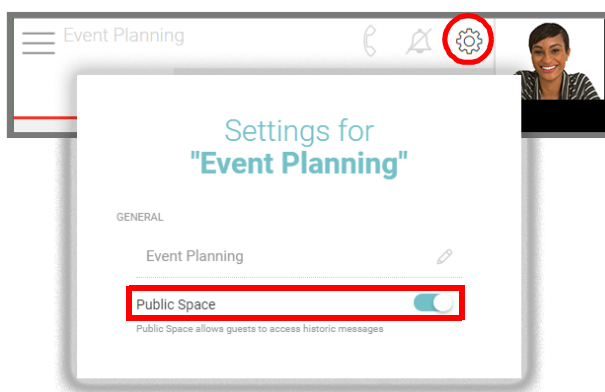 Event Planning
Settings for
"Event Planning"
GENERAL
Event Planning
Public Space
Public Space allows guests to access historic messages